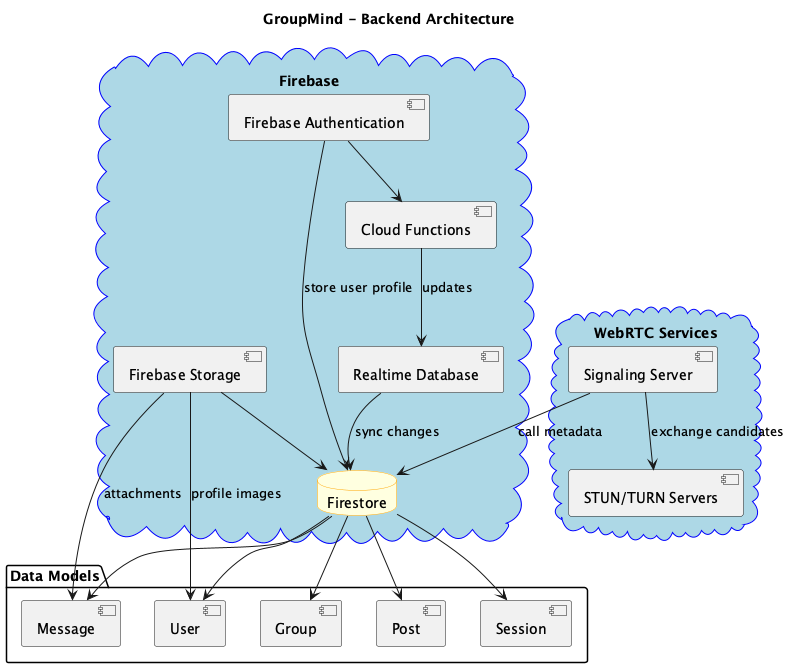 GroupMind - Backend Architecture
Firebase
Firebase Authentication
Cloud Functions
store user profile
updates
WebRTC Services
Firebase Storage
Realtime Database
Signaling Server
sync changes
call metadata
exchange candidates
attachments
profile images
Firestore
STUN/TURN Servers
Data Models
Message
User
Group
Post
Session